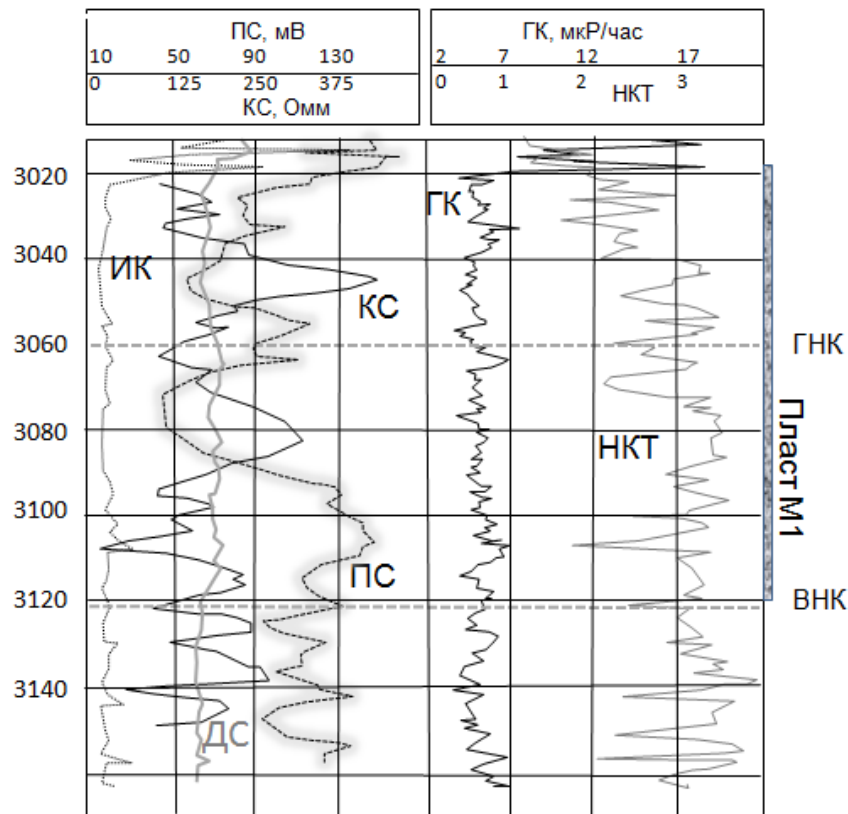 ПС, мВ
10 50 90 130
0 125 250 375
КС, Омм
ГК, мкР/час
2 7 12 17
0 1 2 3
НКТ
3020
ГК
ИК
3040
КС
3060
ГНК
НКТ
3080
Пласт М1
3100
ПС
3120
ВНК
3140
ДС